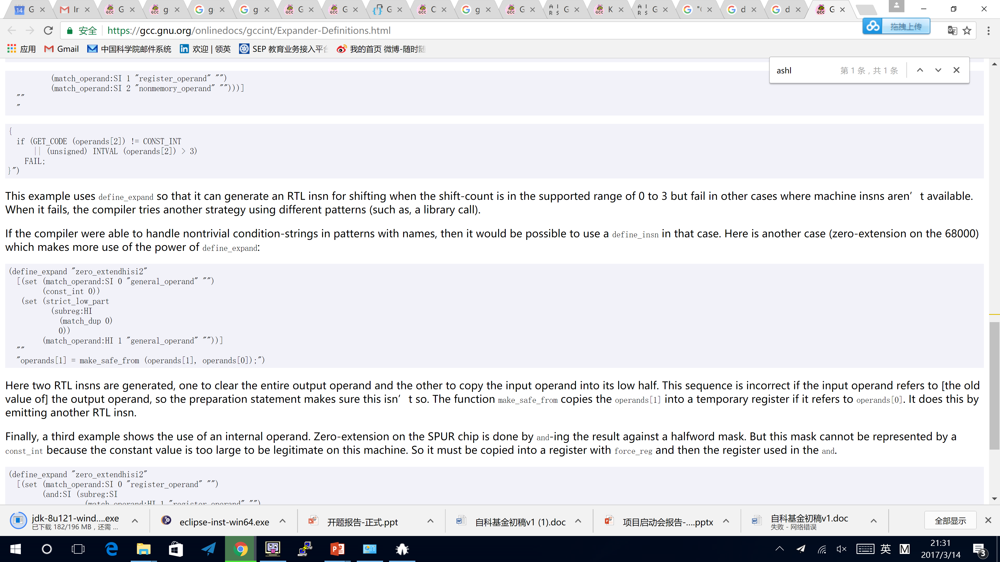 14 G
Ir
GCC G
GCC g
g
g
GCC G
GCC G
G
GCC C
g
GCC G
A I R S G
GCC K
A I R S G
"(
d
d
GCC G
安全 https://gcc.gnu.org/onlinedocs/gccint/Expander-Definitions.html
拖拽上传
应用 Gmail 中国科学院邮件系统 欢迎 | 领英 SEP 教育业务接入平台 我的首页 微博-随时随
ashl 第 1 条，共 1 条
(match_operand:SI 1 "register_operand" "")
(match_operand:SI 2 "nonmemory_operand" "")))]
""
"
{
if (GET_CODE (operands[2]) != CONST_INT
|| (unsigned) INTVAL (operands[2]) > 3)
FAIL;
}")
This example uses define_expand so that it can generate an RTL insn for shifting when the shift-count is in the supported range of 0 to 3 but fail in other cases where machine insns aren’t available.
When it fails, the compiler tries another strategy using different patterns (such as, a library call).
If the compiler were able to handle nontrivial condition-strings in patterns with names, then it would be possible to use a define_insn in that case. Here is another case (zero-extension on the 68000)
which makes more use of the power of define_expand:
(define_expand "zero_extendhisi2"
[(set (match_operand:SI 0 "general_operand" "")
(const_int 0))
(set (strict_low_part
(subreg:HI
(match_dup 0)
0))
(match_operand:HI 1 "general_operand" ""))]
""
"operands[1] = make_safe_from (operands[1], operands[0]);")
Here two RTL insns are generated, one to clear the entire output operand and the other to copy the input operand into its low half. This sequence is incorrect if the input operand refers to [the old
value of] the output operand, so the preparation statement makes sure this isn’t so. The function make_safe_from copies the operands[1] into a temporary register if it refers to operands[0]. It does this by
emitting another RTL insn.
Finally, a third example shows the use of an internal operand. Zero-extension on the SPUR chip is done by and-ing the result against a halfword mask. But this mask cannot be represented by a
const_int because the constant value is too large to be legitimate on this machine. So it must be copied into a register with force_reg and then the register used in the and.
(define_expand "zero_extendhisi2"
[(set (match_operand:SI 0 "register_operand" "")
(and:SI (subreg:SI
(match_operand:HI 1 "register_operand" "")
jdk-8u121-wind....exe
已下载 182/196 MB，还需 ...
eclipse-inst-win64.exe
开题报告-正式.ppt
自科基金初稿v1 (1).doc
项目启动会报告-....pptx
自科基金初稿v1.doc
失败 - 网络错误
全部显示
英 M
21:31
2017/3/14
3